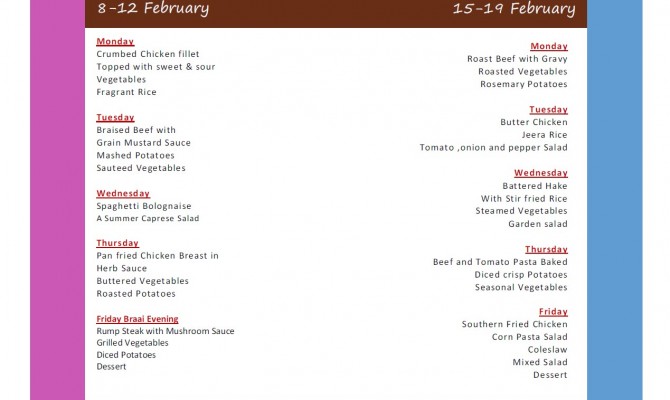 8-12 February
Monday
Crumbed Chicken fillet
Topped with sweet & sour
Vegetables
Fragrant Rice
Tuesday
Braised Beef with
Grain Mustard Sauce
Mashed Potatoes
Sauteed Vegetables
Wednesday
Spaghetti Bolognaise
A Summer Caprese Salad
Thursday
Pan fried Chicken Breast in
Herb Sauce
Buttered Vegetables
Roasted Potatoes
Friday Braai Evening
Rump Steak with Mushroom Sauce
Grilled Vegetables
Diced Potatoes
Dessert
15-19 February
Monday
Roast Beef with Gravy
Roasted Vegetables
Rosemary Potatoes
Tuesday
Butter Chicken
Jeera Rice
Tomato ,onion and pepper Salad
Wednesday
Battered Hake
With Stir fried Rice
Steamed Vegetables
Garden salad
Thursday
Beef and Tomato Pasta Baked
Diced crisp Potatoes
Seasonal Vegetables
Friday
Southern Fried Chicken
Corn Pasta Salad
Coleslaw
Mixed Salad
Dessert